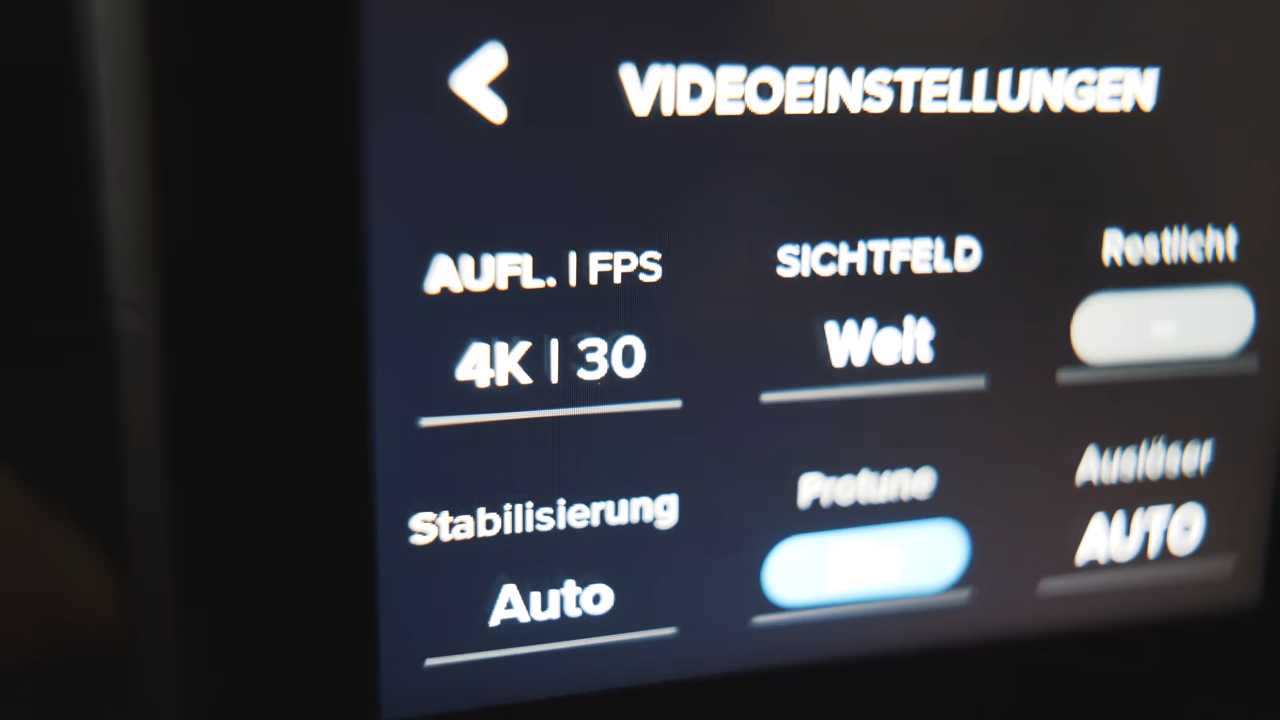 VIDEOEINSTELLUNGEN
AUFL. | FPS
4K | 30
SICHTFELD
Weit
Restlicht
Stabilisierung
Auto
Protune
Auslöser
AUTO